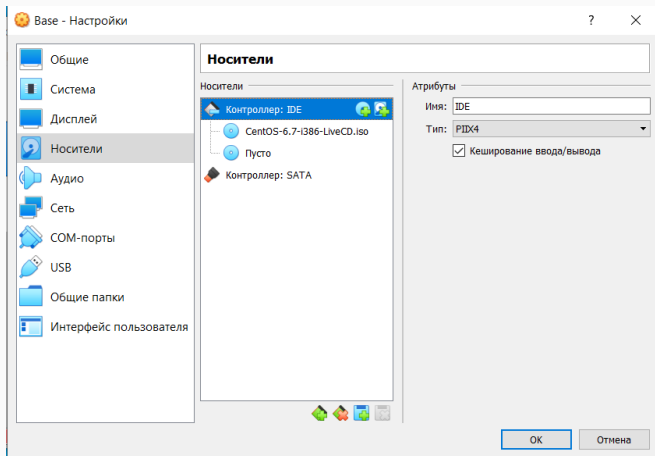 Base - Настройки
?
Общие
Система
Дисплей
Носители
Аудио
Сеть
COM-порты
USB
Общие папки
Интерфейс пользователя
Носители
Носители
Контроллер: IDE
CentOS-6.7-i386-LiveCD.iso
Пусто
Контроллер: SATA
Атрибуты
Имя: IDE
Тип: PIIX4
Кеширование ввода/вывода
OK
Отмена